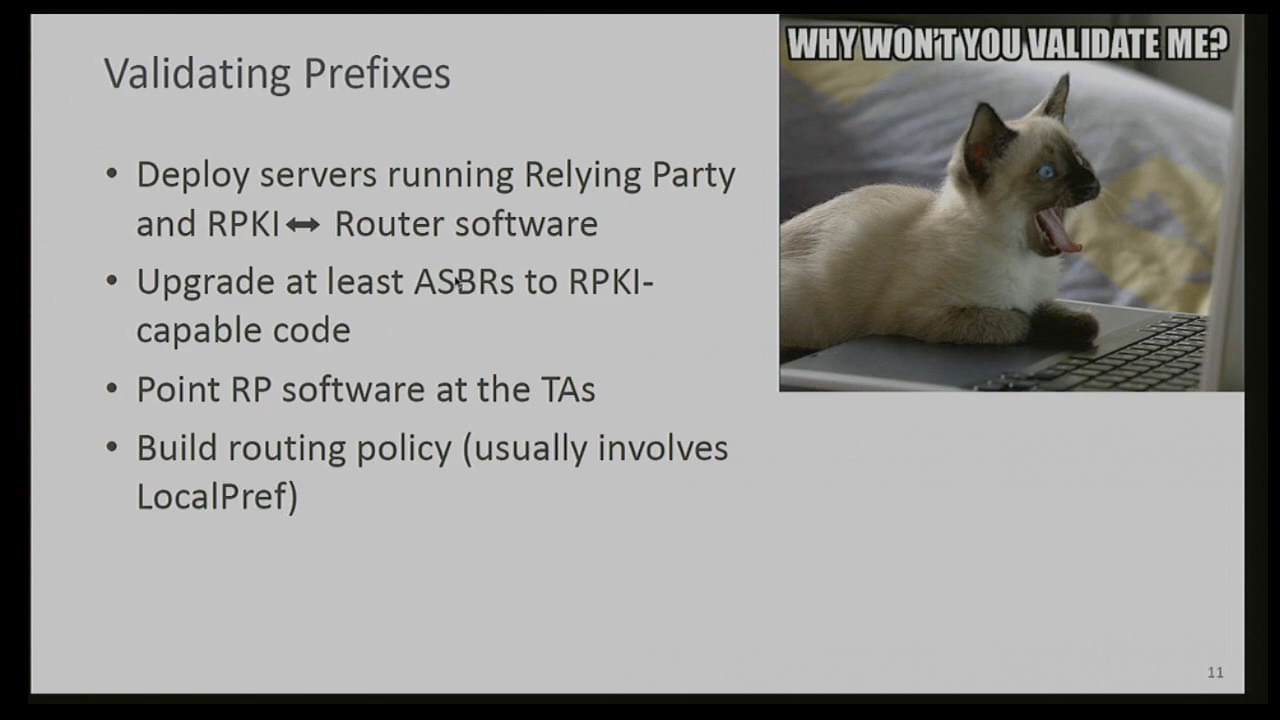 Validating Prefixes
WHY WON'T YOU VALIDATE ME?
• Deploy servers running Relying Party
and RPKI↔ Router software
• Upgrade at least ASBRs to RPKI-
capable code
• Point RP software at the TAs
• Build routing policy (usually involves
LocalPref)
11